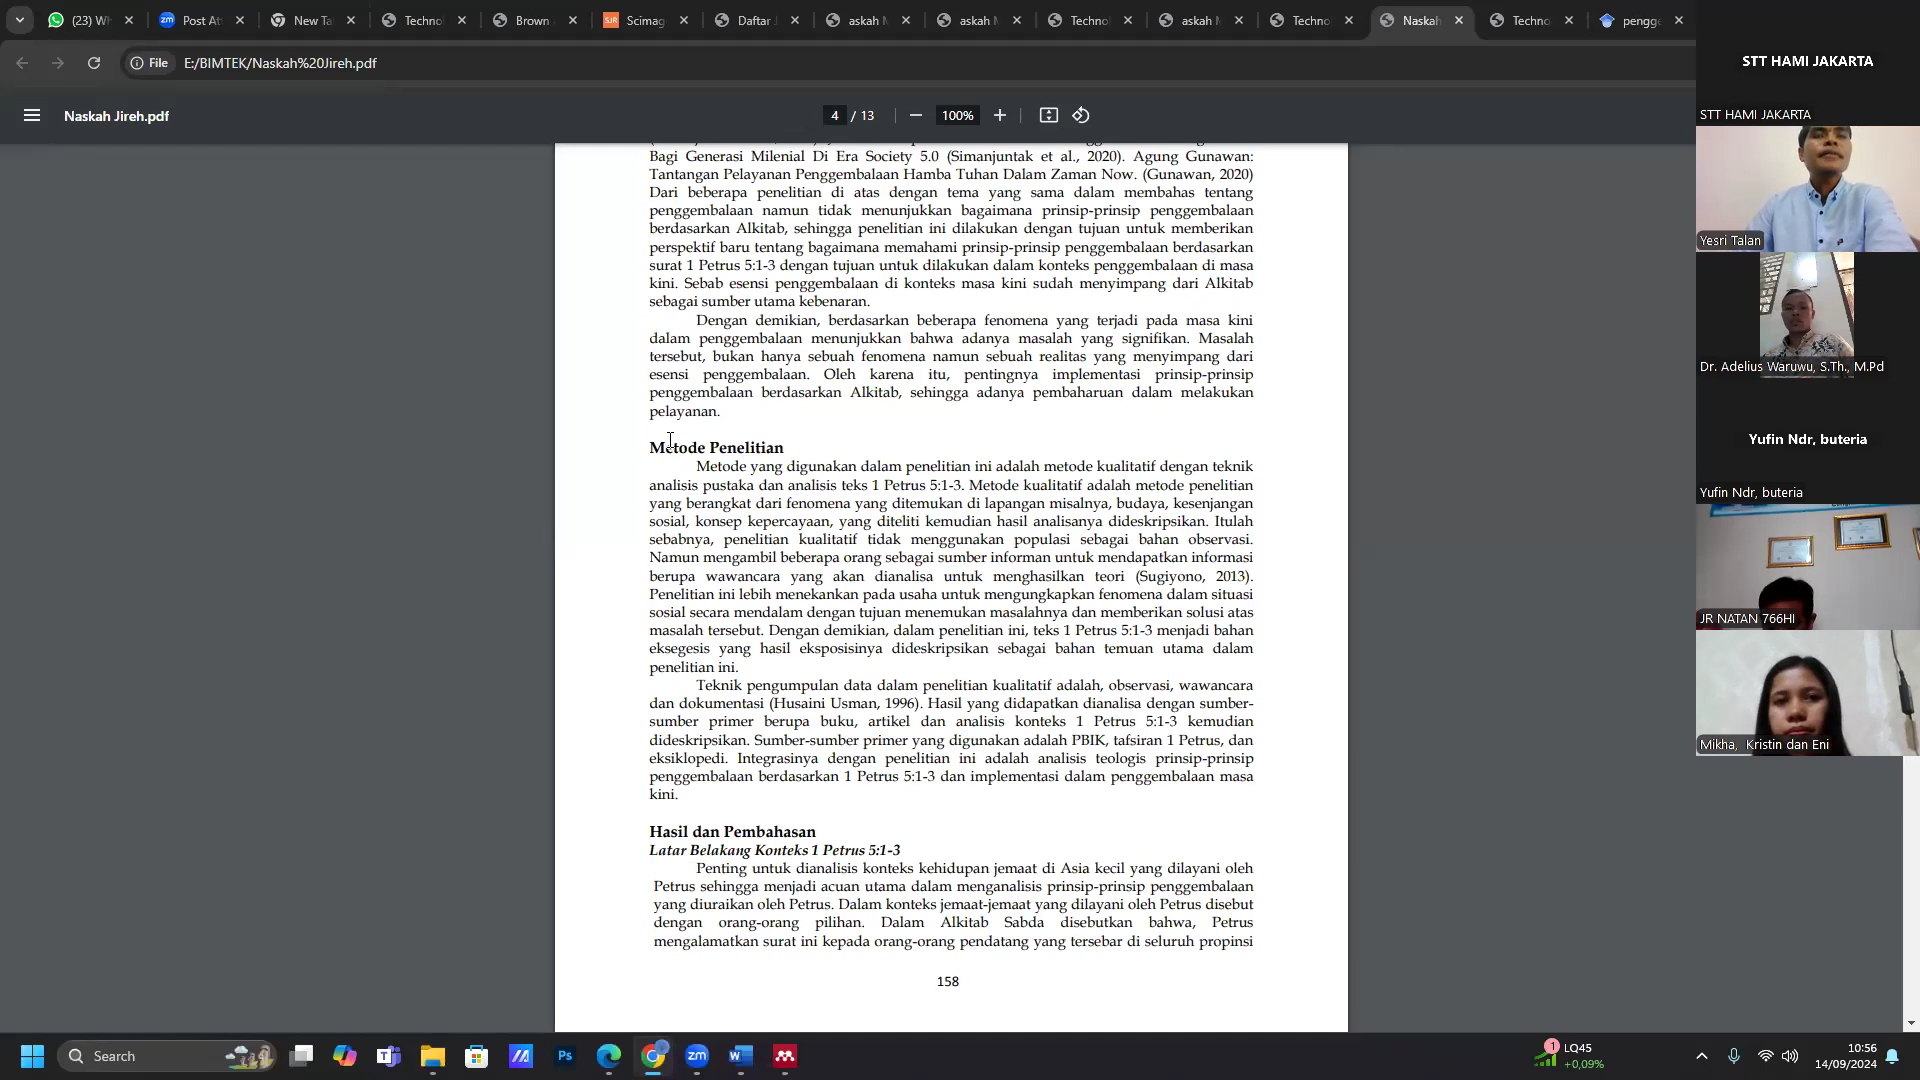 (23) Wh
Post Att
New Ta
Techno
Brown a
Scimag
Daftar J
askah M
askah M
Techno
askah M
Techno
Naskah
Techno
pengge
File
E:/BIMTEK/Naskah%20Jireh.pdf
Naskah Jireh.pdf
4 / 13
100%
Bagi Generasi Milenial Di Era Society 5.0 (Simanjuntak et al., 2020). Agung Gunawan:
Tantangan Pelayanan Penggembalaan Hamba Tuhan Dalam Zaman Now. (Gunawan, 2020)
Dari beberapa penelitian di atas dengan tema yang sama dalam membahas tentang
penggembalaan namun tidak menunjukkan bagaimana prinsip-prinsip penggembalaan
berdasarkan Alkitab, sehingga penelitian ini dilakukan dengan tujuan untuk memberikan
perspektif baru tentang bagaimana memahami prinsip-prinsip penggembalaan berdasarkan
surat 1 Petrus 5:1-3 dengan tujuan untuk dilakukan dalam konteks penggembalaan di masa
kini. Sebab esensi penggembalaan di konteks masa kini sudah menyimpang dari Alkitab
sebagai sumber utama kebenaran.
Dengan demikian, berdasarkan beberapa fenomena yang terjadi pada masa kini
dalam penggembalaan menunjukkan bahwa adanya masalah yang signifikan. Masalah
tersebut, bukan hanya sebuah fenomena namun sebuah realitas yang menyimpang dari
esensi penggembalaan. Oleh karena itu, pentingnya implementasi prinsip-prinsip
penggembalaan berdasarkan Alkitab, sehingga adanya pembaharuan dalam melakukan
pelayanan.
Metode Penelitian
Metode yang digunakan dalam penelitian ini adalah metode kualitatif dengan teknik
analisis pustaka dan analisis teks 1 Petrus 5:1-3. Metode kualitatif adalah metode penelitian
yang berangkat dari fenomena yang ditemukan di lapangan misalnya, budaya, kesenjangan
sosial, konsep kepercayaan, yang diteliti kemudian hasil analisanya dideskripsikan. Itulah
sebabnya, penelitian kualitatif tidak menggunakan populasi sebagai bahan observasi.
Namun mengambil beberapa orang sebagai sumber informan untuk mendapatkan informasi
berupa wawancara yang akan dianalisa untuk menghasilkan teori (Sugiyono, 2013).
Penelitian ini lebih menekankan pada usaha untuk mengungkapkan fenomena dalam situasi
sosial secara mendalam dengan tujuan menemukan masalahnya dan memberikan solusi atas
masalah tersebut. Dengan demikian, dalam penelitian ini, teks 1 Petrus 5:1-3 menjadi bahan
eksegesis yang hasil eksposisinya dideskripsikan sebagai bahan temuan utama dalam
penelitian ini.
Teknik pengumpulan data dalam penelitian kualitatif adalah, observasi, wawancara
dan dokumentasi (Husaini Usman, 1996). Hasil yang didapatkan dianalisa dengan sumber-
sumber primer berupa buku, artikel dan analisis konteks 1 Petrus 5:1-3 kemudian
dideskripsikan. Sumber-sumber primer yang digunakan adalah PBIK, tafsiran 1 Petrus, dan
eksiklopedi. Integrasinya dengan penelitian ini adalah analisis teologis prinsip-prinsip
penggembalaan berdasarkan 1 Petrus 5:1-3 dan implementasi dalam penggembalaan masa
kini.
Hasil dan Pembahasan
Latar Belakang Konteks 1 Petrus 5:1-3
Penting untuk dianalisis konteks kehidupan jemaat di Asia kecil yang dilayani oleh
Petrus sehingga menjadi acuan utama dalam menganalisis prinsip-prinsip penggembalaan
yang diuraikan oleh Petrus. Dalam konteks jemaat-jemaat yang dilayani oleh Petrus disebut
dengan orang-orang pilihan. Dalam Alkitab Sabda disebutkan bahwa, Petrus
mengalamatkan surat ini kepada orang-orang pendatang yang tersebar di seluruh propinsi
158
STT HAMI JAKARTA
STT HAMI JAKARTA
Yesri Talan
Dr. Adelius Waruwu, S.Th., M.Pd
Yufin Ndr, buteria
Yufin Ndr, buteria
JR NATAN 766HI
Mikha, Kristin dan Eni
Search
1
LQ45
+0,09%
10:56
14/09/2024